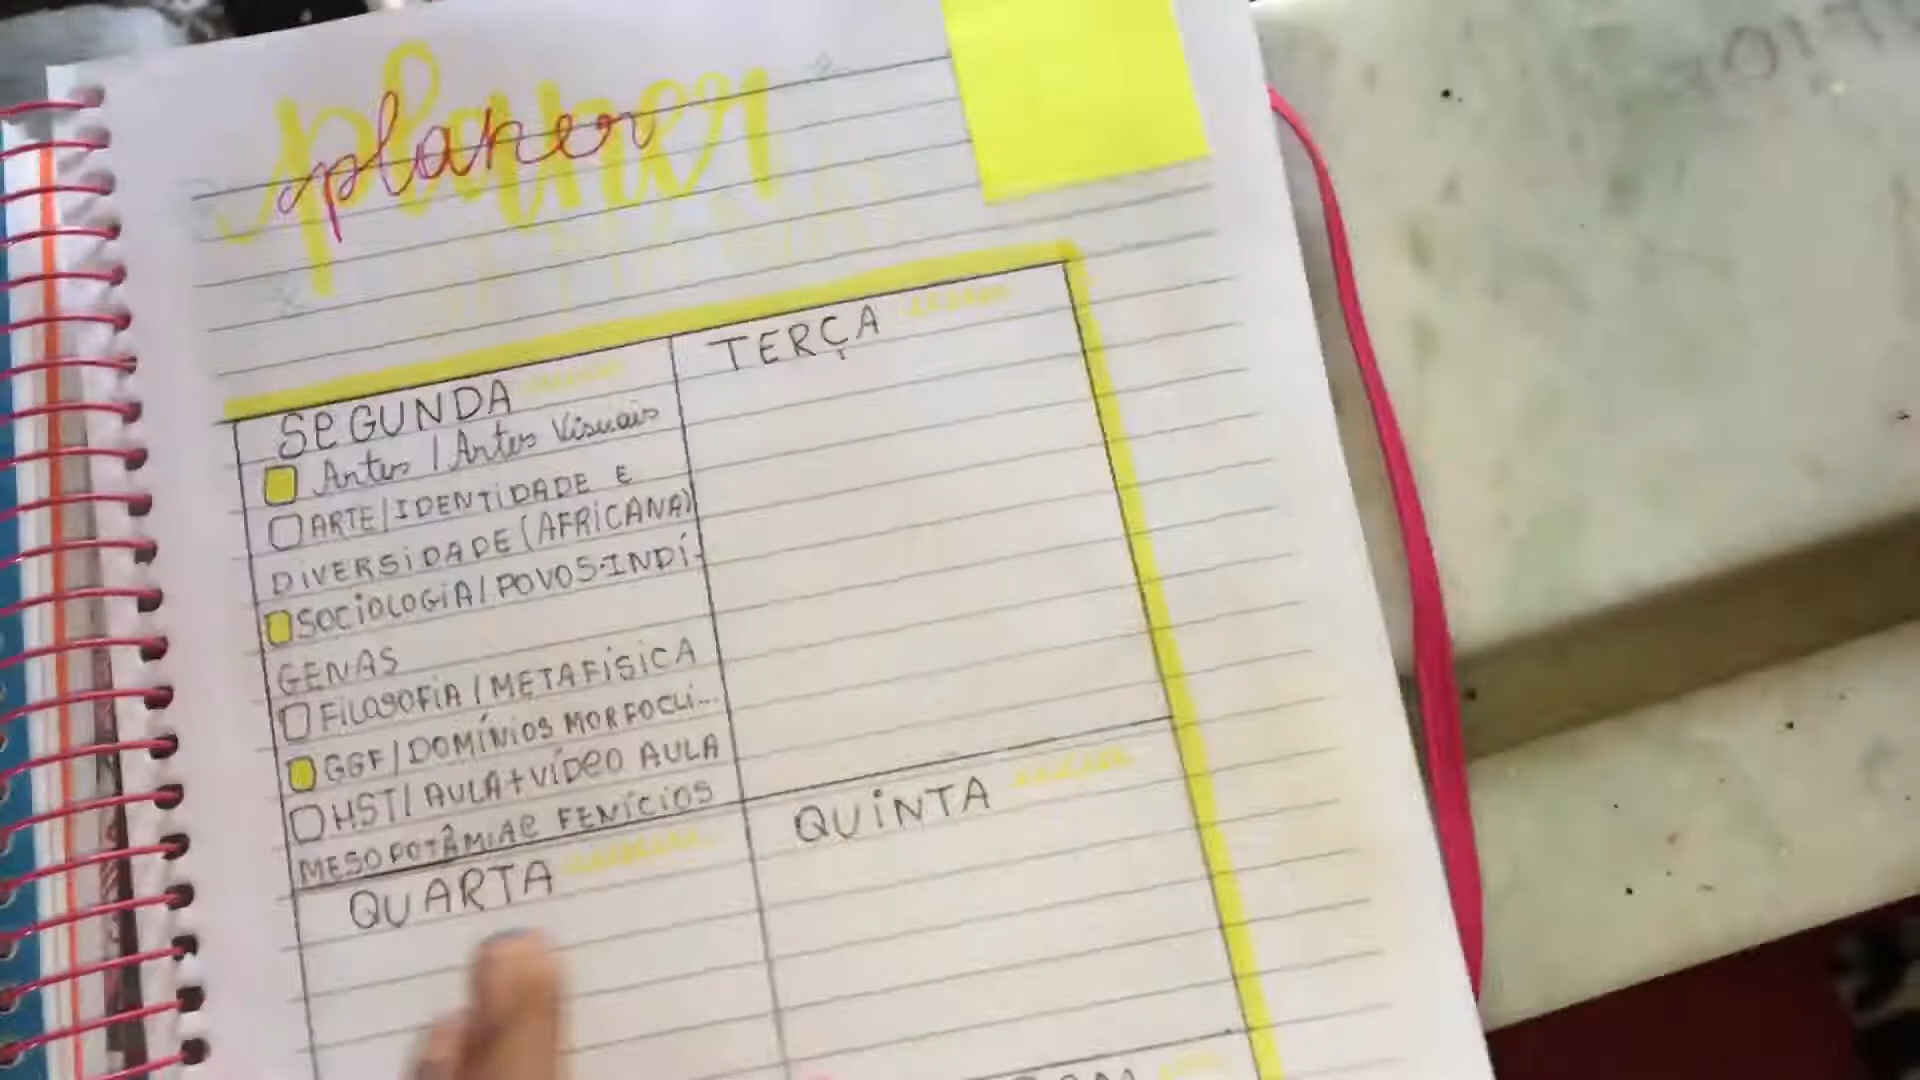 planer
planer
SEGUNDA
Artes / Artes Visuais
ARTE/IDENTIDADE E
DIVERSIDADE (AFRICANA)
SOCIOLOGIA/POVOS-INDÍ-
GENAS
FILOSOFIA/METAFÍSICA
GGF/DOMÍNIOS MORFOCLI...
HST/AULA+VÍDEO AULA
MESOPOTÂMIA E FENÍCIOS
TERÇA
QUARTA
QUINTA